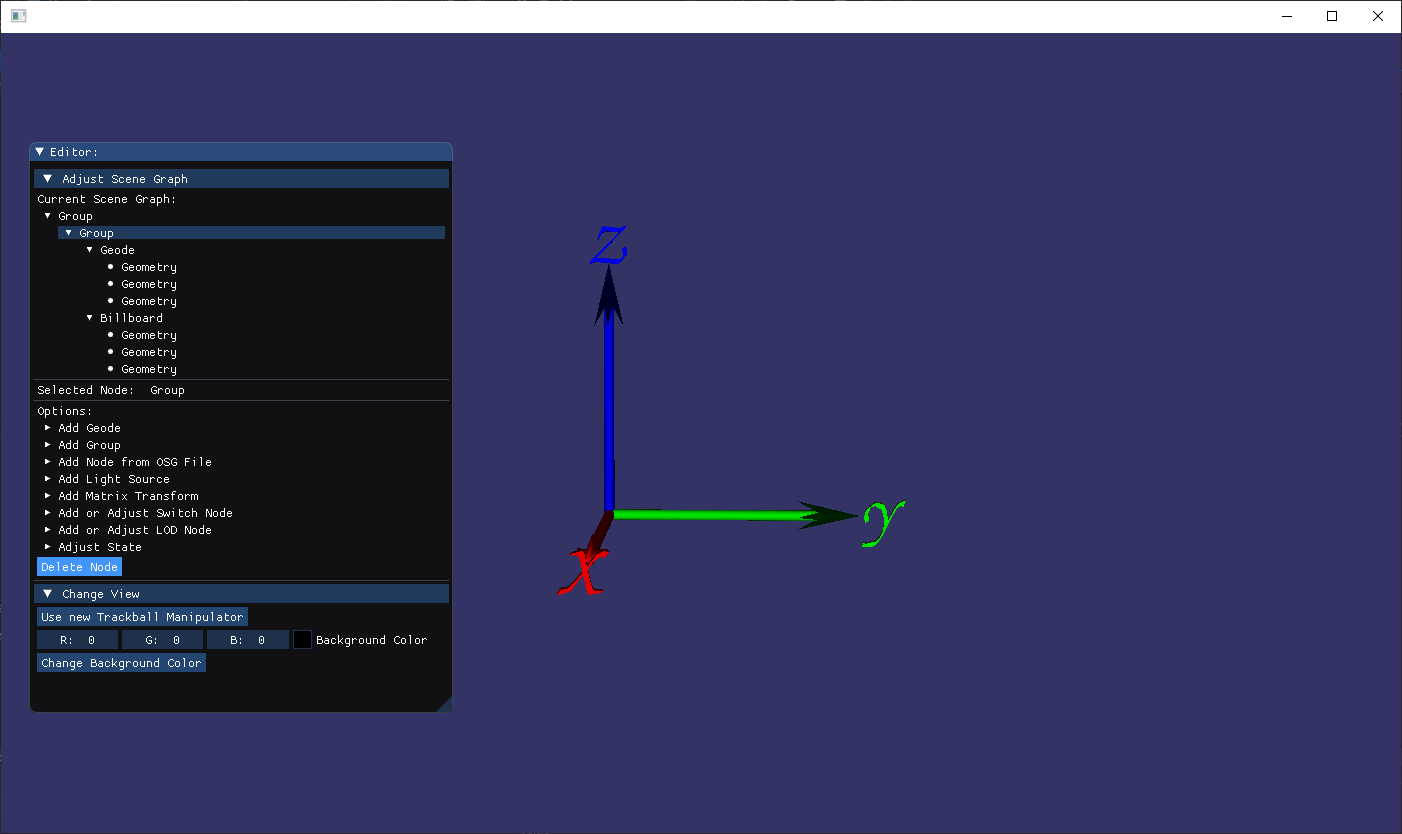 Editor:
Adjust Scene Graph
Current Scene Graph:
Group
Group
Geode
Geometry
Geometry
Geometry
Billboard
Geometry
Geometry
Geometry
Selected Node: Group
Options:
Add Geode
Add Group
Add Node from OSG File
Add Light Source
Add Matrix Transform
Add or Adjust Switch Node
Add or Adjust LOD Node
Adjust State
Delete Node
Change View
Use new Trackball Manipulator
R: 0 G: 0 B: 0 Background Color
Change Background Color
z
y
x